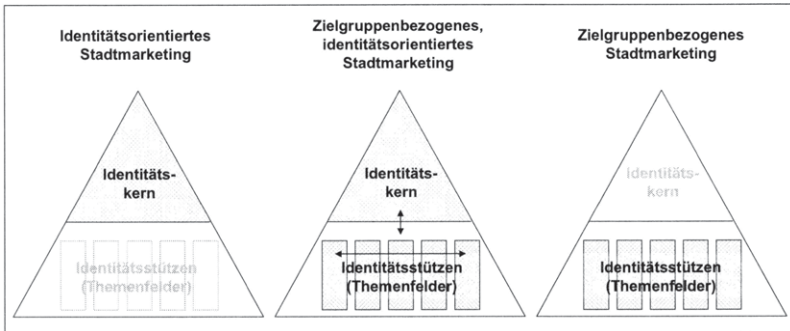 Identitätsorientiertes
Stadtmarketing
Identitäts-
kern
Identitätsstützen
(Themenfelder)
Zielgruppenbezogenes,
identitätsorientiertes
Stadtmarketing
Identitäts-
kern
Identitätsstützen
(Themenfelder)
Zielgruppenbezogenes
Stadtmarketing
Identitäts-
kern
Identitätsstützen
(Themenfelder)